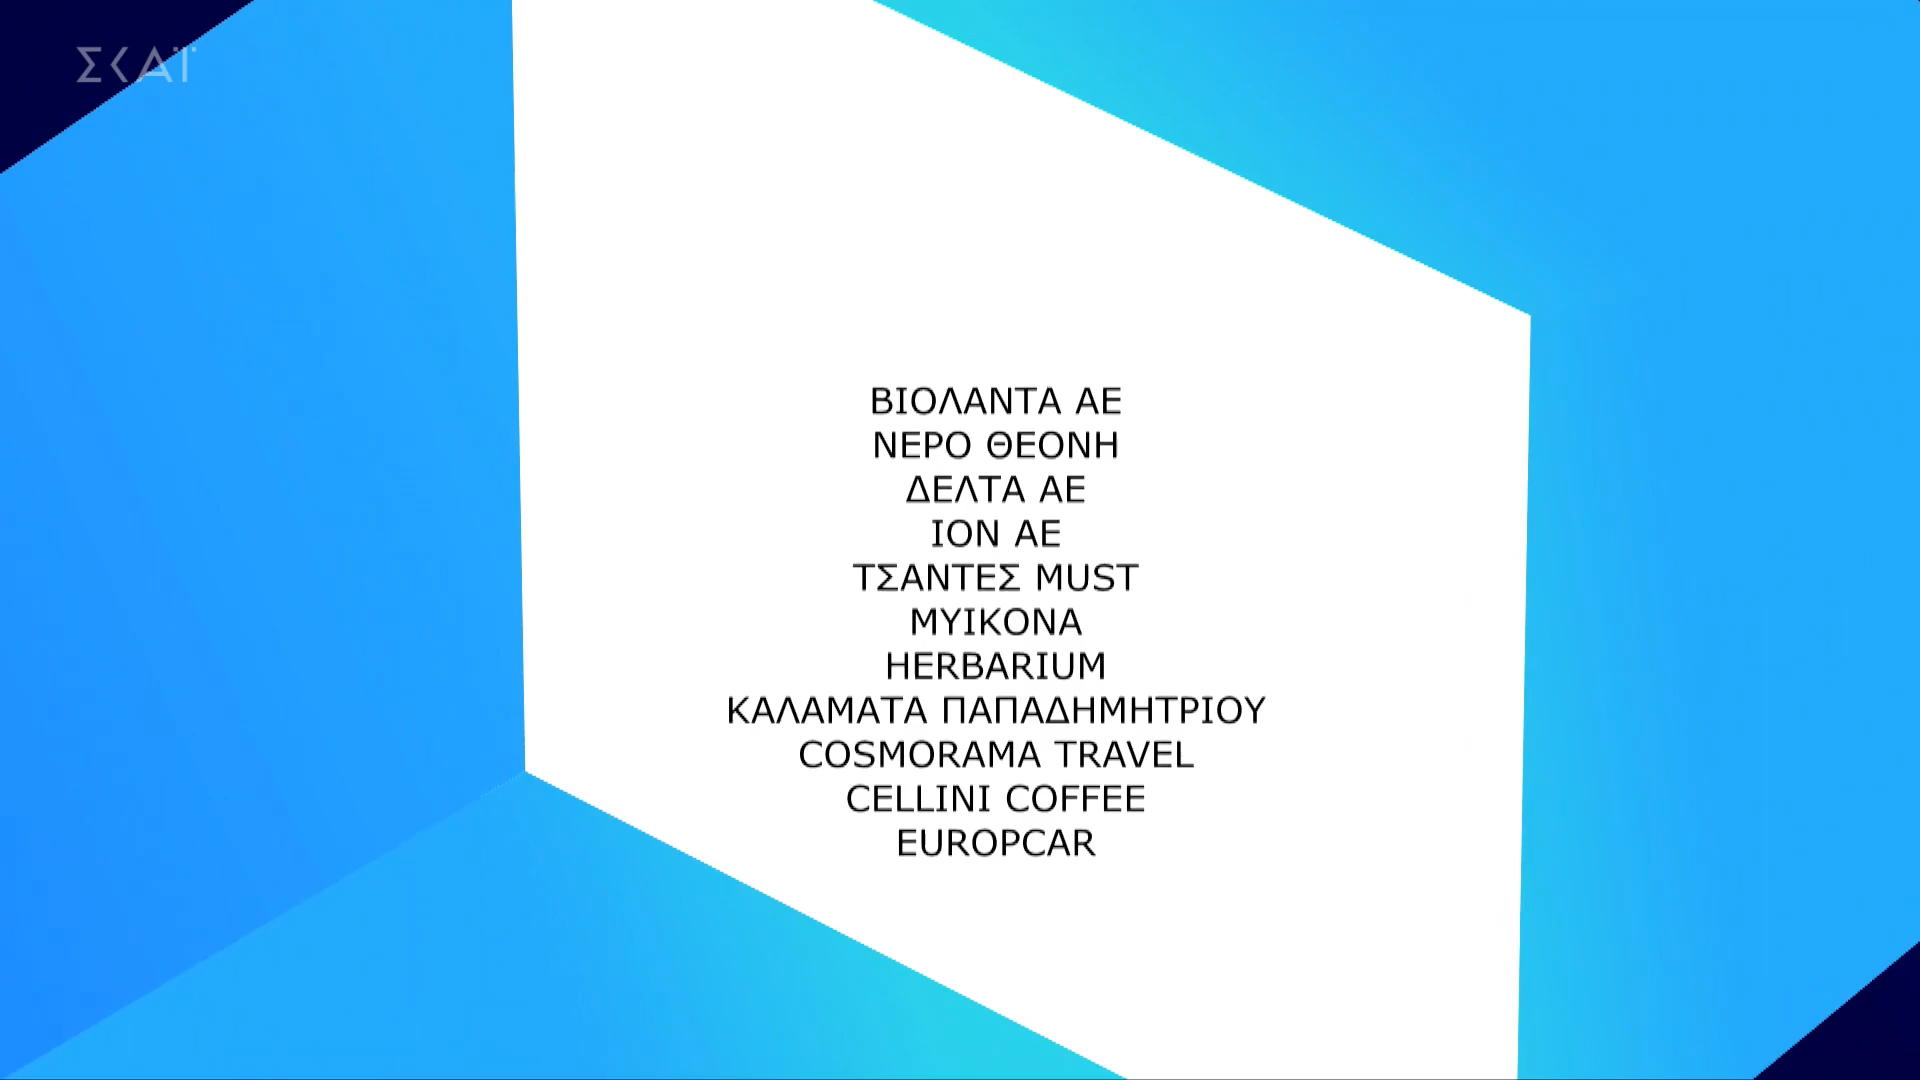 ΣΚΑΪ
ΒΙΟΛΑΝΤΑ ΑΕ
ΝΕΡΟ ΘΕΟΝΗ
ΔΕΛΤΑ ΑΕ
ΙΟΝ ΑΕ
ΤΣΑΝΤΕΣ MUST
MYIKONA
HERBARIUM
ΚΑΛΑΜΑΤΑ ΠΑΠΑΔΗΜΗΤΡΙΟΥ
COSMORAMA TRAVEL
CELLINI COFFEE
EUROPCAR